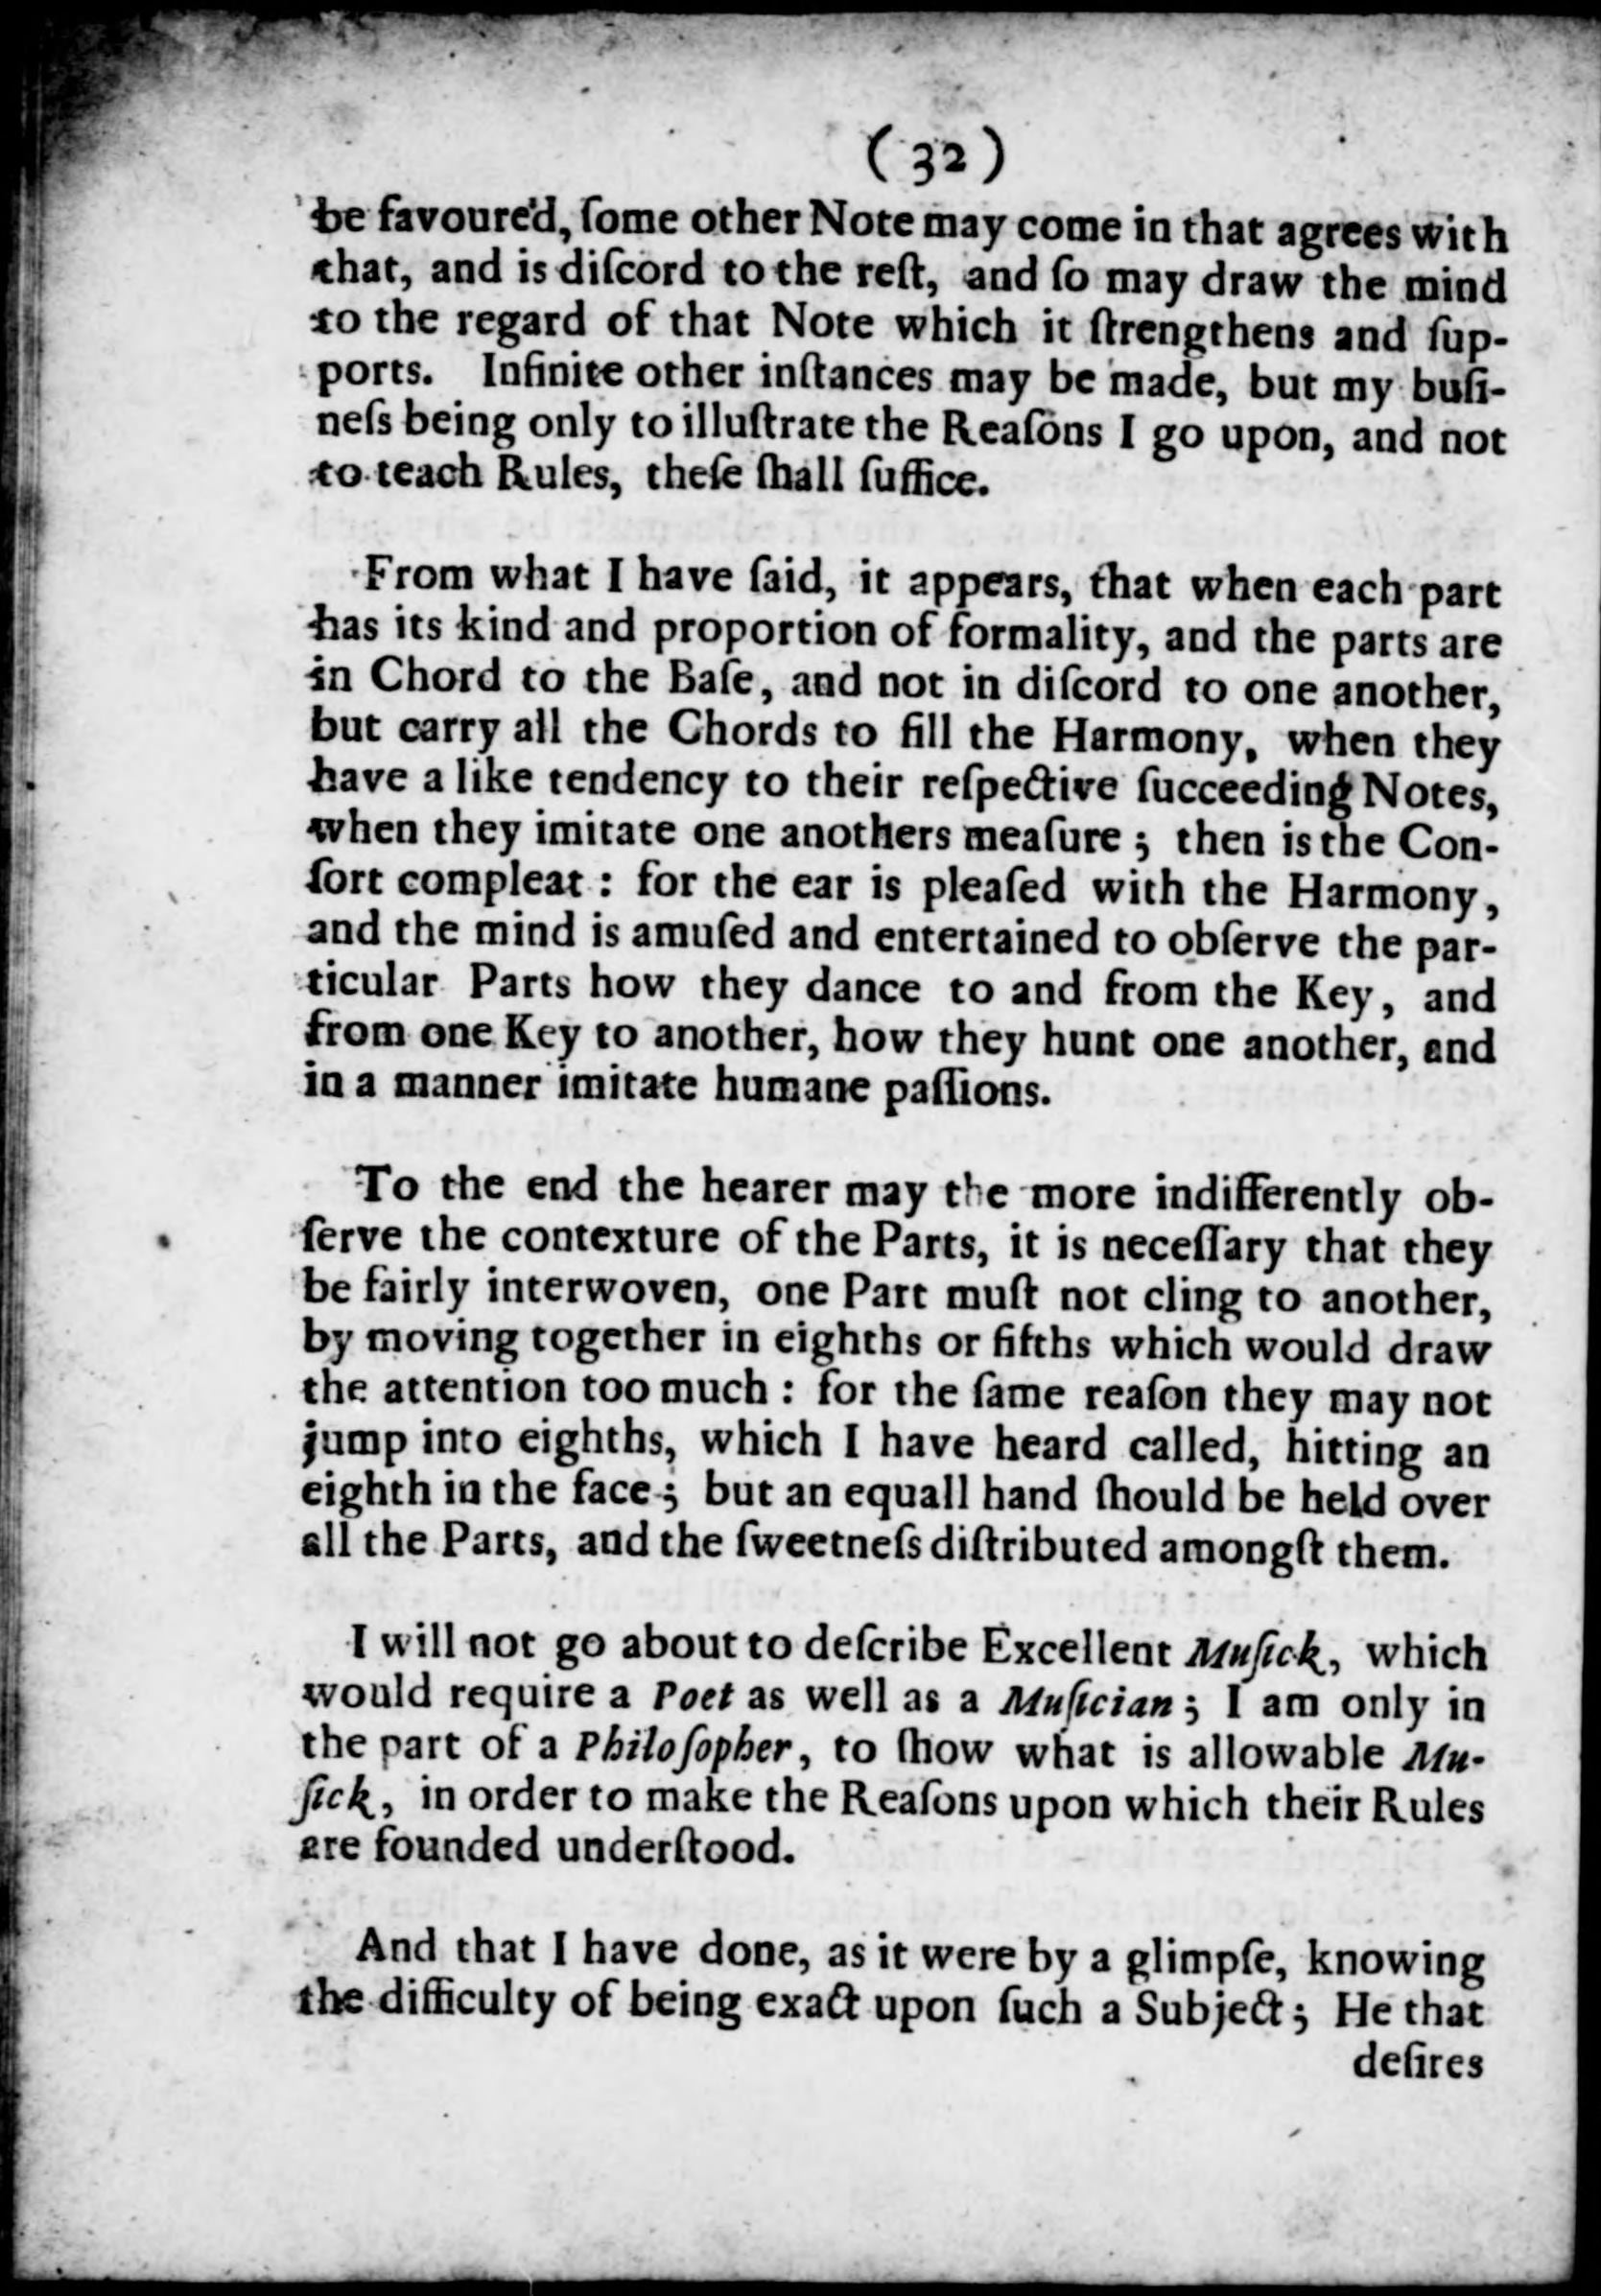 (32)
be favoure'd, ſome other Note may come in that agrees with
that, and is diſcord to the reſt, and ſo may draw the mind
to the regard of that Note which it ſtrengthens and ſup-
ports. Infinite other inſtances may be made, but my buſi-
neſs being only to illuſtrate the Reaſons I go upon, and not
to teach Rules, theſe ſhall ſuffice.
From what I have ſaid, it appears, that when each part
has its kind and proportion of formality, and the parts are
in Chord to the Baſe, and not in diſcord to one another,
but carry all the Chords to fill the Harmony, when they
have a like tendency to their reſpective ſucceeding Notes,
when they imitate one anothers meaſure; then is the Con-
ſort compleat: for the ear is pleaſed with the Harmony,
and the mind is amuſed and entertained to obſerve the par-
ticular Parts how they dance to and from the Key, and
from one Key to another, how they hunt one another, and
in a manner imitate humane paſſions.
To the end the hearer may the more indifferently ob-
ſerve the contexture of the Parts, it is neceſſary that they
be fairly interwoven, one Part muſt not cling to another,
by moving together in eighths or fifths which would draw
the attention too much: for the ſame reaſon they may not
jump into eighths, which I have heard called, hitting an
eighth in the face; but an equall hand ſhould be held over
all the Parts, and the ſweetneſs diſtributed amongſt them.
I will not go about to deſcribe Excellent Muſick, which
would require a Poet as well as a Muſician; I am only in
the part of a Philoſopher, to ſhow what is allowable Mu-
ſick, in order to make the Reaſons upon which their Rules
are founded underſtood.
And that I have done, as it were by a glimpſe, knowing
the difficulty of being exact upon ſuch a Subject; He that
deſires